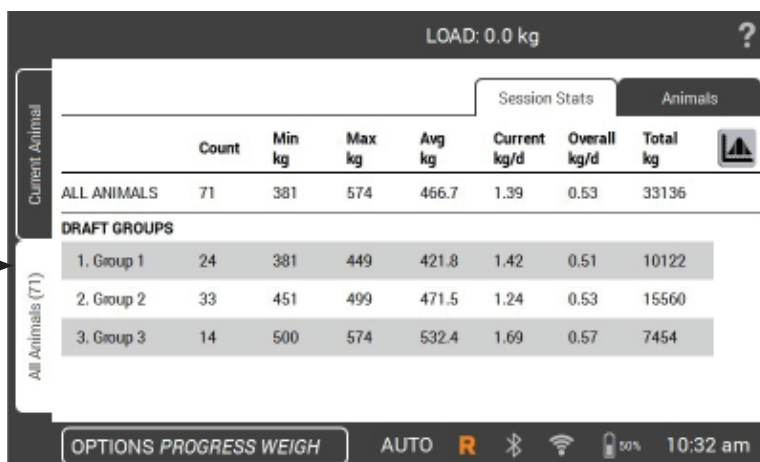 LOAD: 0.0 kg ?
Current Animal
All Animals (71)
Session Stats Animals
Count Min kg Max kg Avg kg Current kg/d Overall kg/d Total kg
ALL ANIMALS 71 381 574 466.7 1.39 0.53 33136
DRAFT GROUPS
1. Group 1 24 381 449 421.8 1.42 0.51 10122
2. Group 2 33 451 499 471.5 1.24 0.53 15560
3. Group 3 14 500 574 532.4 1.69 0.57 7454
OPTIONS PROGRESS WEIGH AUTO R 50% 10:32 am